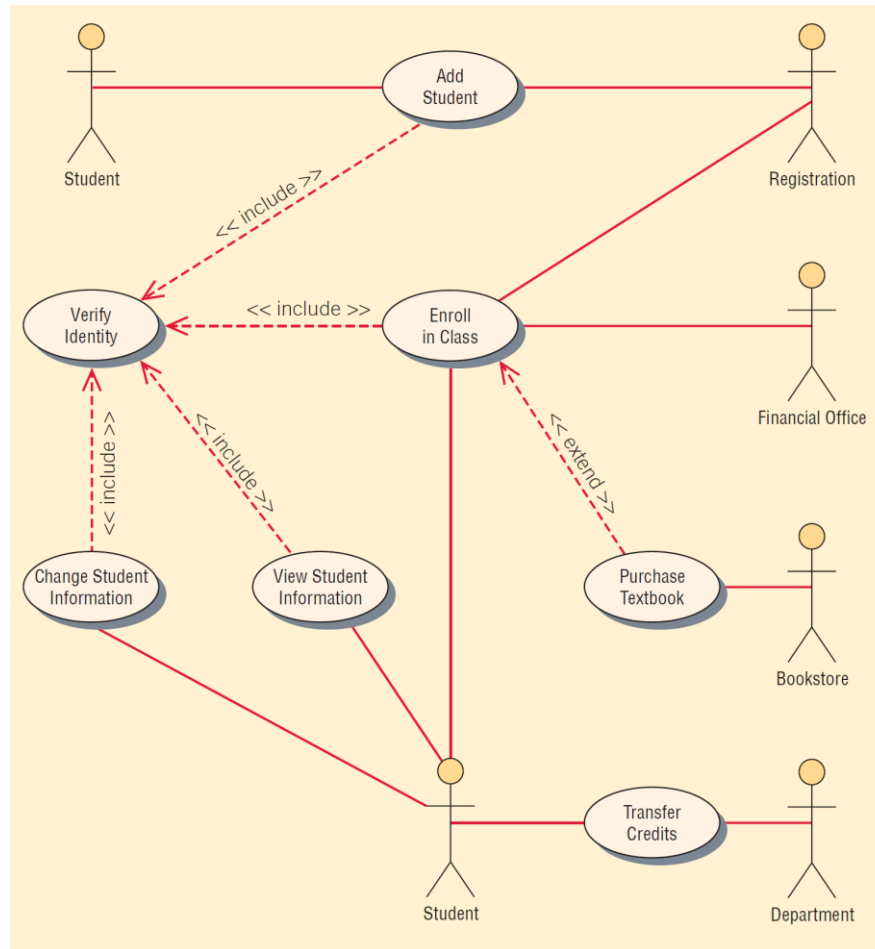 Add
Student
Student
Registration
<< include >>
Verify
Identity
<< include >>
Enroll
in Class
Financial Office
<< include >>
<< include >>
<< extend >>
Change Student
Information
View Student
Information
Purchase
Textbook
Bookstore
Transfer
Credits
Student
Department